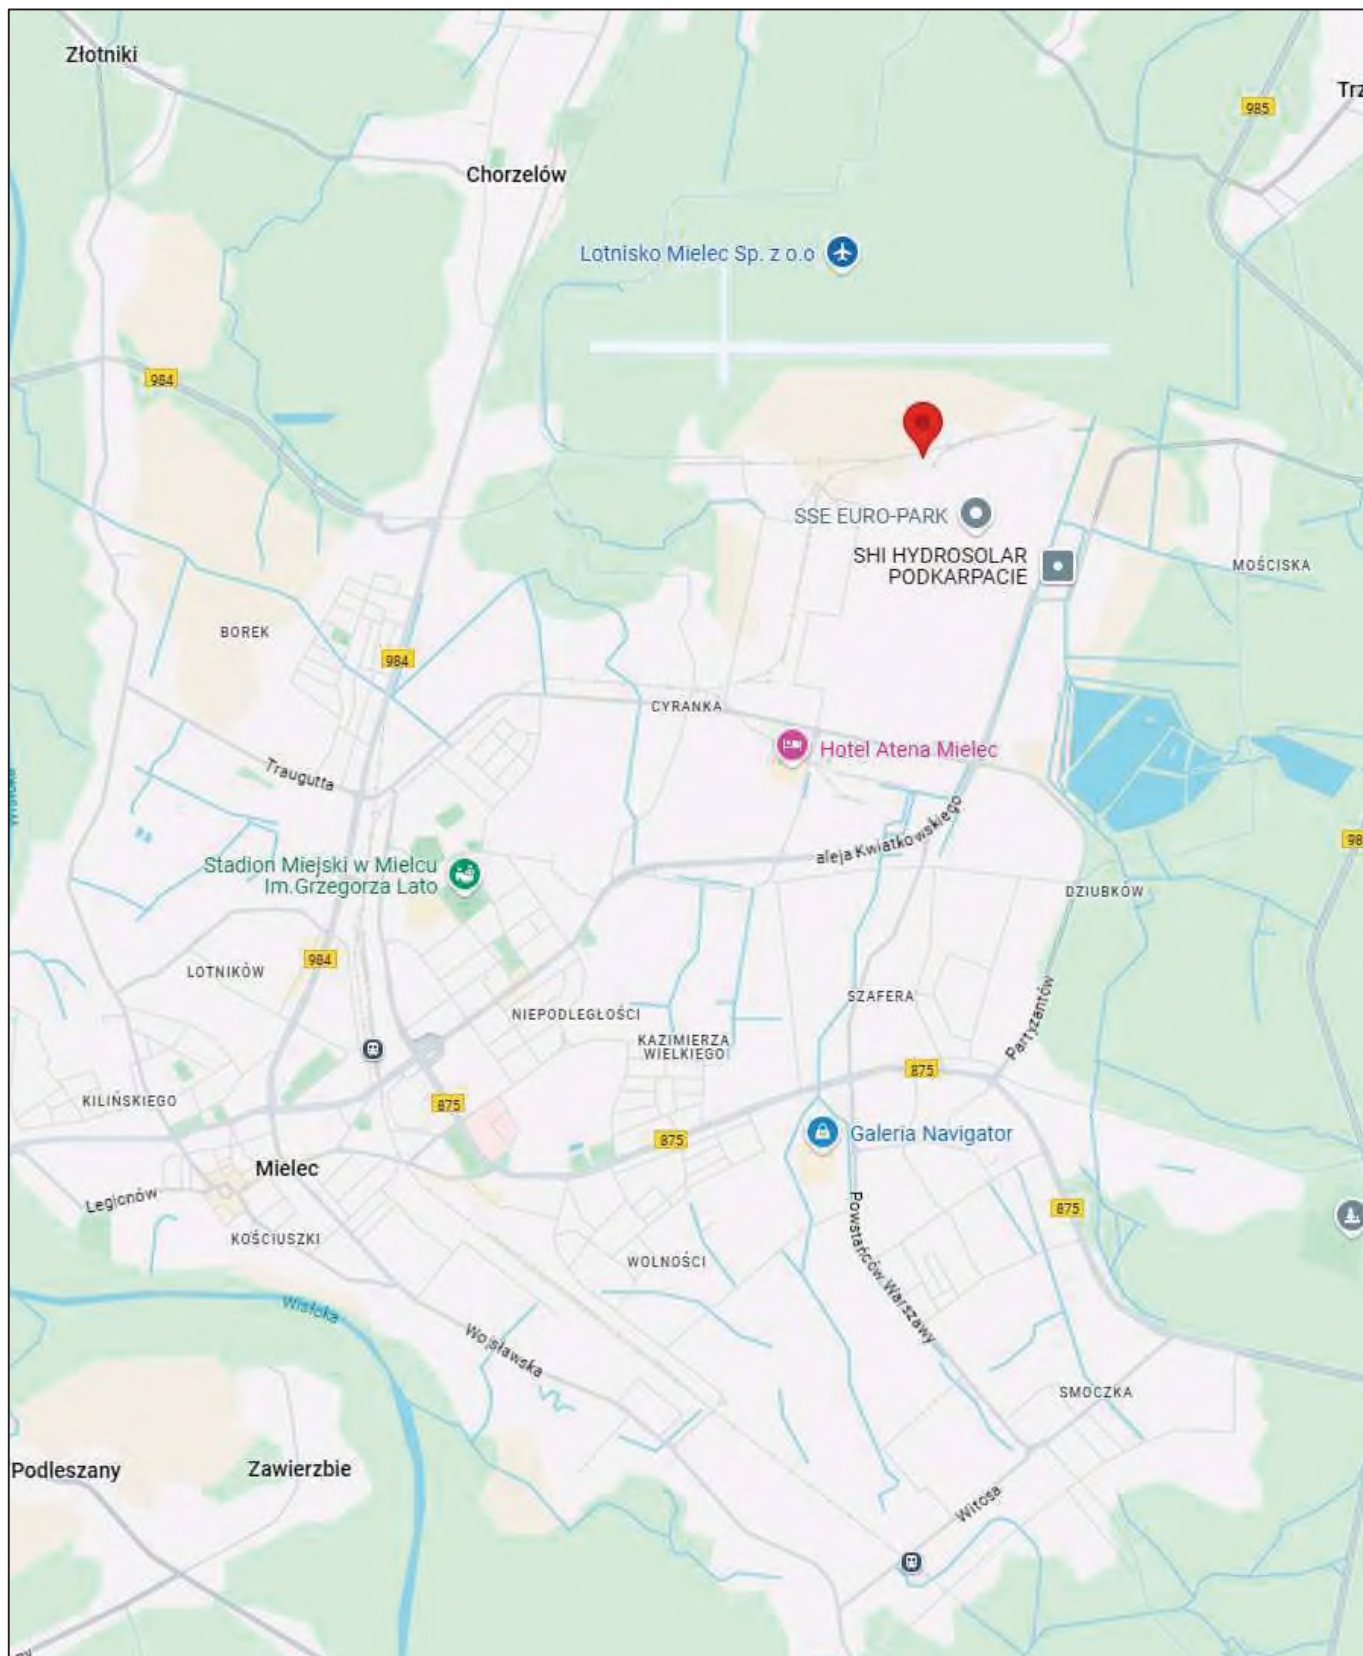 Złotniki
985
Trz
Chorzelów
Lotnisko Mielec Sp. z o.o
984
SSE EURO-PARK
SHI HYDROSOLAR
PODKARPACIE
MOŚCISKA
BOREK
984
CYRANKA
Hotel Atena Mielec
Traugutta
aleja Kwiatkowskiego
98
Stadion Miejski w Mielcu
Im.Grzegorza Lato
DZIUBKÓW
984
LOTNIKÓW
SZAFERA
NIEPODLEGŁOŚCI
Partyzantów
KAZIMIERZA
WIELKIEGO
875
KILIŃSKIEGO
875
875
Galeria Navigator
Mielec
Legionów
875
KOŚCIUSZKI
Powstańców Warszawy
WOLNOŚCI
Wisłoka
Wojsławska
SMOCZKA
Podleszany
Zawierzbie
Witosa